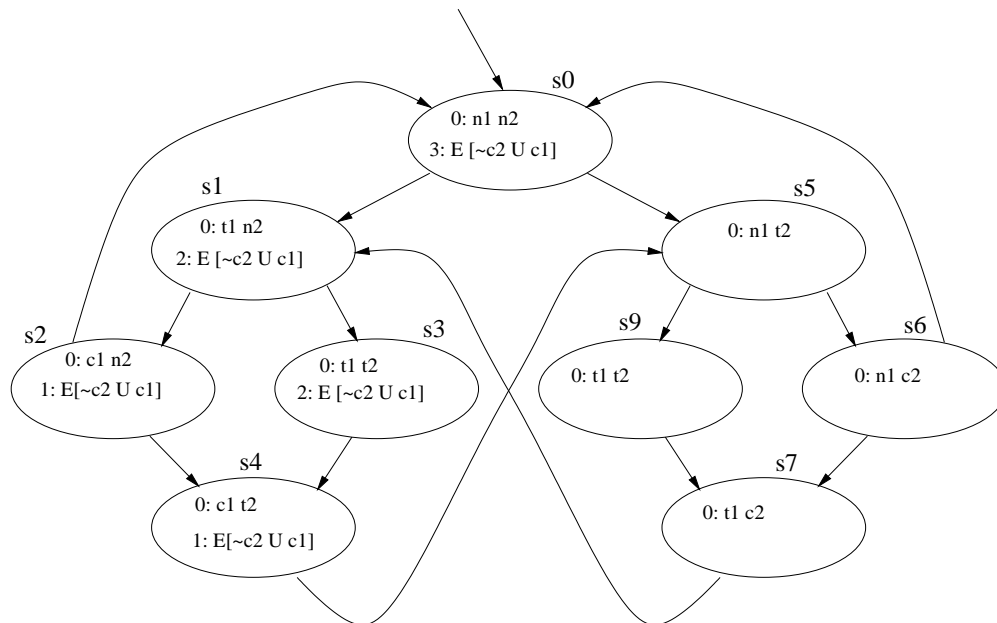 s0
0: n1 n2
3: E [~c2 U c1]
s1
0: t1 n2
2: E [~c2 U c1]
s5
0: n1 t2
s2
0: c1 n2
1: E[~c2 U c1]
s3
0: t1 t2
2: E [~c2 U c1]
s9
0: t1 t2
s6
0: n1 c2
s4
0: c1 t2
1: E[~c2 U c1]
s7
0: t1 c2